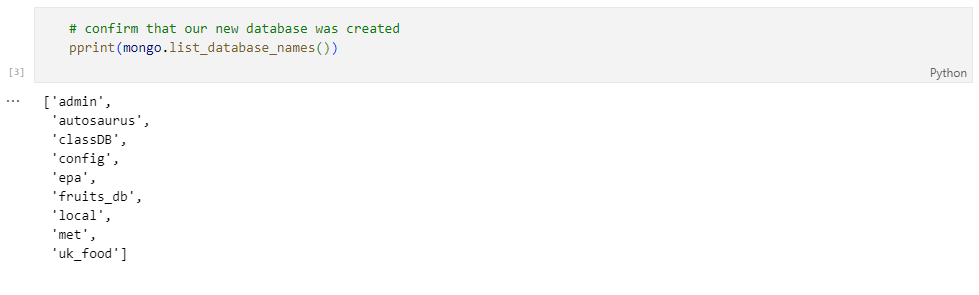 # confirm that our new database was created
pprint(mongo.list_database_names())
[3]
Python
...
['admin',
'autosaurus',
'classDB',
'config',
'epa',
'fruits_db',
'local',
'met',
'uk_food']